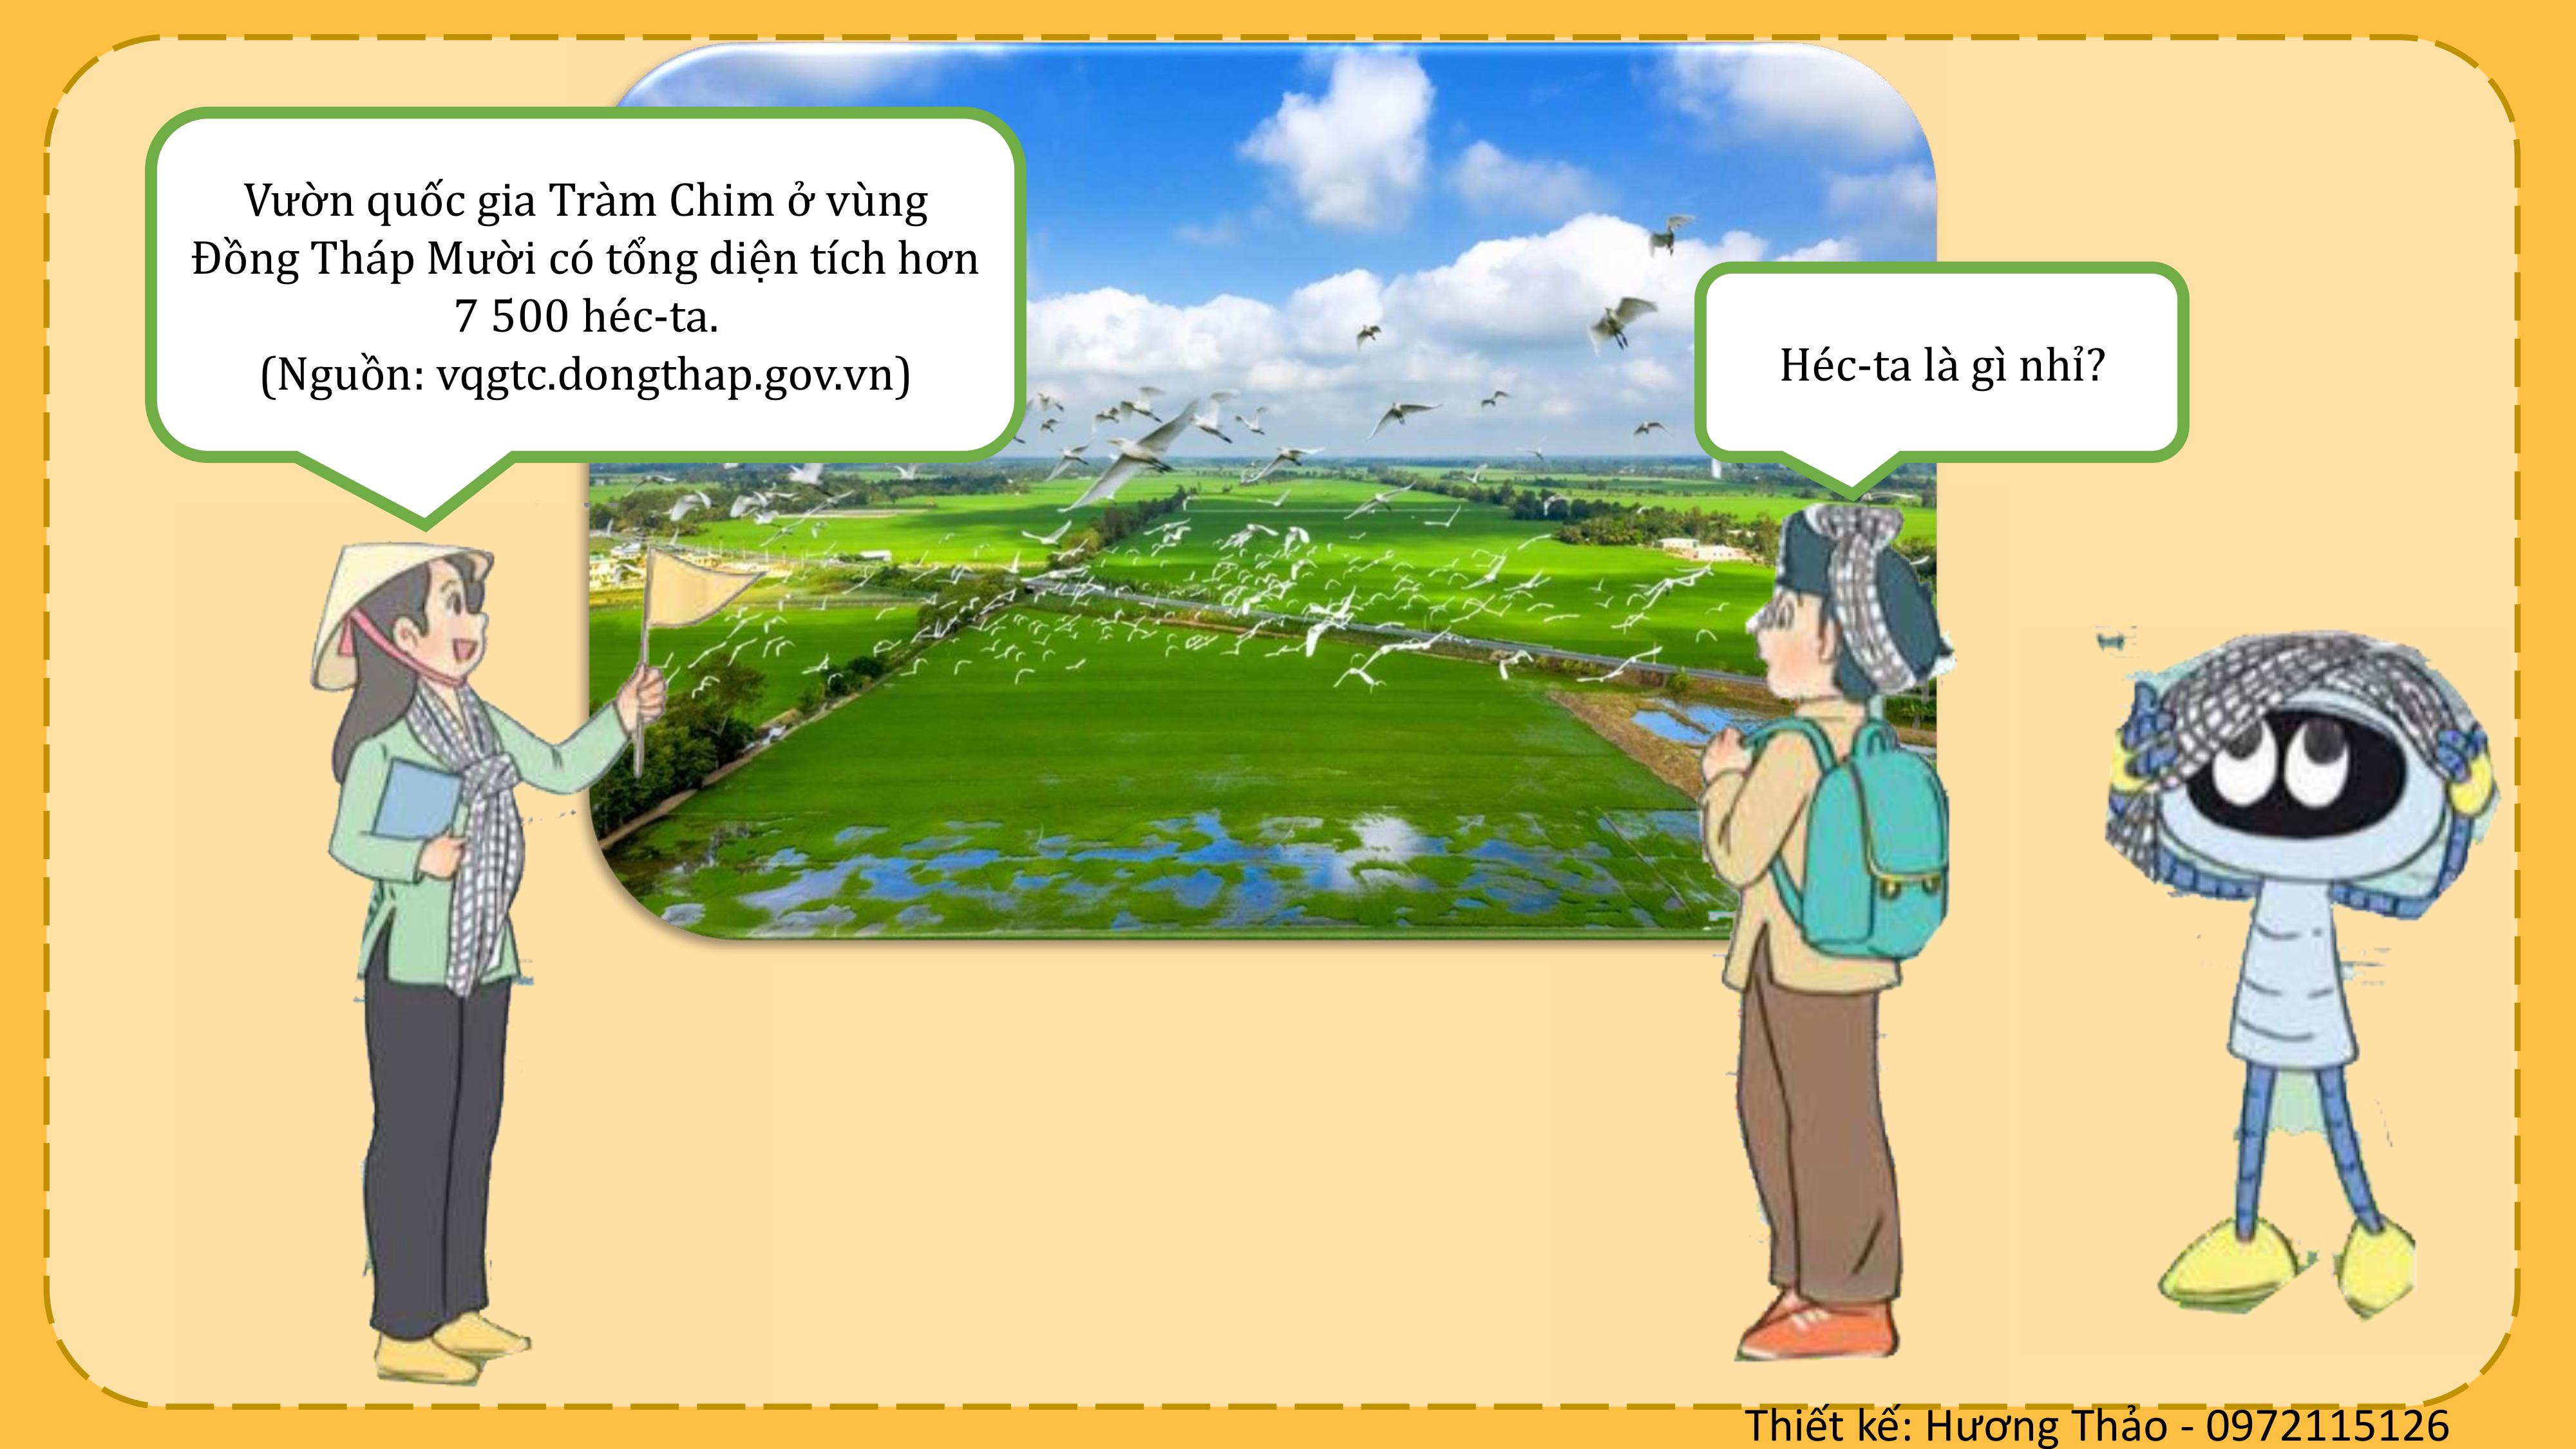 Vườn quốc gia Tràm Chim ở vùng
Đồng Tháp Mười có tổng diện tích hơn
7 500 héc-ta.
(Nguồn: vqgtc.dongthap.gov.vn)
Héc-ta là gì nhỉ?
Thiết kế: Hương Thảo - 0972115126